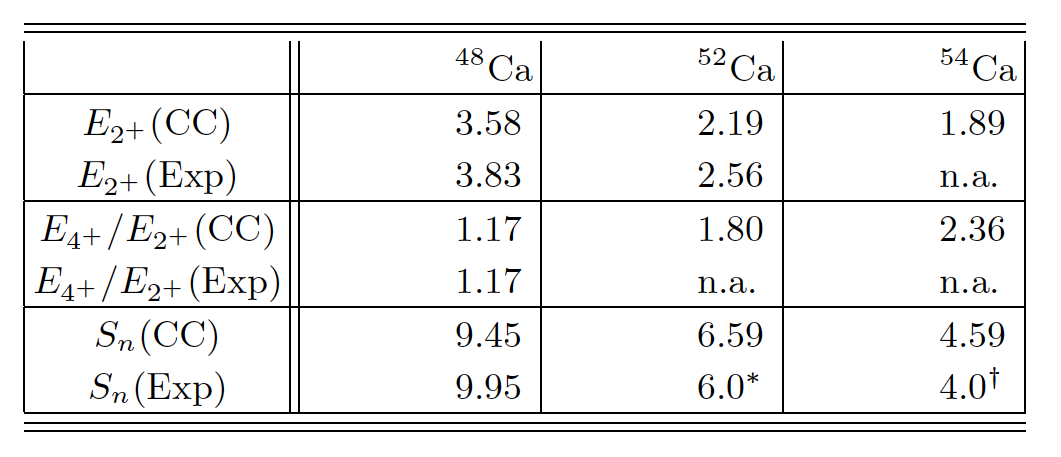 ⁴⁸Ca ⁵²Ca ⁵⁴Ca
E₂₊(CC) 3.58 2.19 1.89
E₂₊(Exp) 3.83 2.56 n.a.
E₄₊/E₂₊(CC) 1.17 1.80 2.36
E₄₊/E₂₊(Exp) 1.17 n.a. n.a.
Sₙ(CC) 9.45 6.59 4.59
Sₙ(Exp) 9.95 6.0* 4.0†